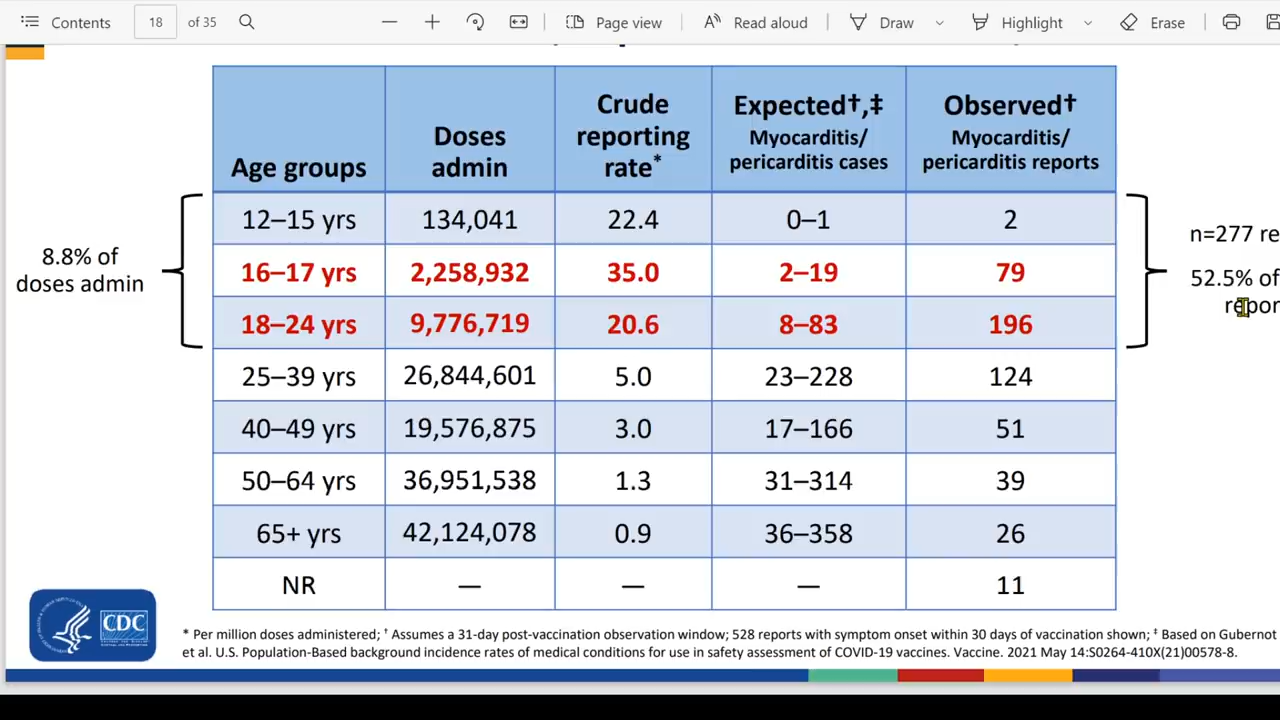 Contents 18 of 35 Page view Read aloud Draw Highlight Erase
Age groups Doses admin Crude reporting rate* Expected†,‡ Myocarditis/ pericarditis cases Observed† Myocarditis/ pericarditis reports
12–15 yrs 134,041 22.4 0–1 2
16–17 yrs 2,258,932 35.0 2–19 79
18–24 yrs 9,776,719 20.6 8–83 196
25–39 yrs 26,844,601 5.0 23–228 124
40–49 yrs 19,576,875 3.0 17–166 51
50–64 yrs 36,951,538 1.3 31–314 39
65+ yrs 42,124,078 0.9 36–358 26
NR — — — 11
8.8% of
doses admin
n=277 re
52.5% of
repor
CDC
* Per million doses administered; † Assumes a 31-day post-vaccination observation window; 528 reports with symptom onset within 30 days of vaccination shown; ‡ Based on Gubernot
et al. U.S. Population-Based background incidence rates of medical conditions for use in safety assessment of COVID-19 vaccines. Vaccine. 2021 May 14:S0264-410X(21)00578-8.